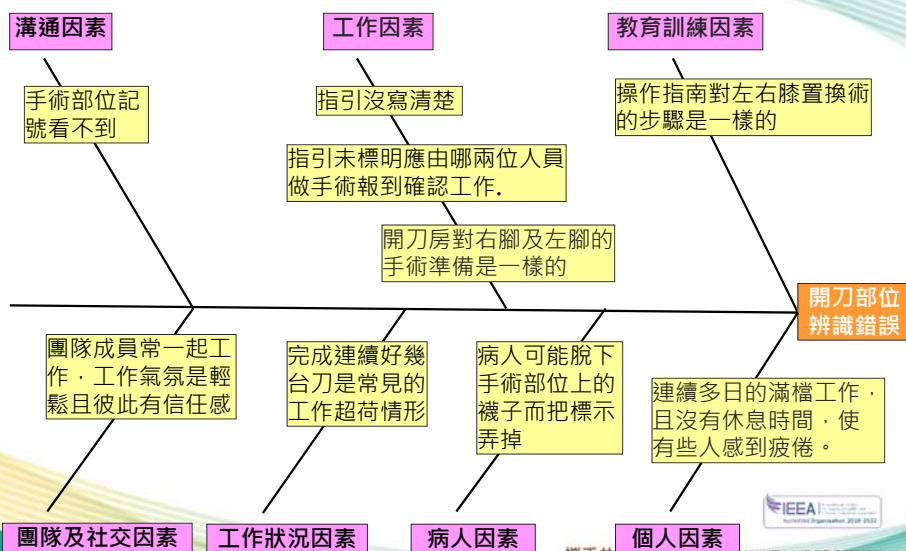 溝通因素
工作因素
教育訓練因素
手術部位記
號看不到
指引沒寫清楚
指引未標明應由哪兩位人員
做手術報到確認工作.
開刀房對右腳及左腳的
手術準備是一樣的
操作指南對左右膝置換術
的步驟是一樣的
開刀部位
辨識錯誤
團隊成員常一起工
作，工作氣氛是輕
鬆且彼此有信任感
完成連續好幾
台刀是常見的
工作超荷情形
病人可能脫下
手術部位上的
襪子而把標示
弄掉
連續多日的滿檔工作，
且沒有休息時間，使
有些人感到疲倦。
團隊及社交因素
工作狀況因素
病人因素
個人因素
IEEA
Accredited Organisation 2018-2022